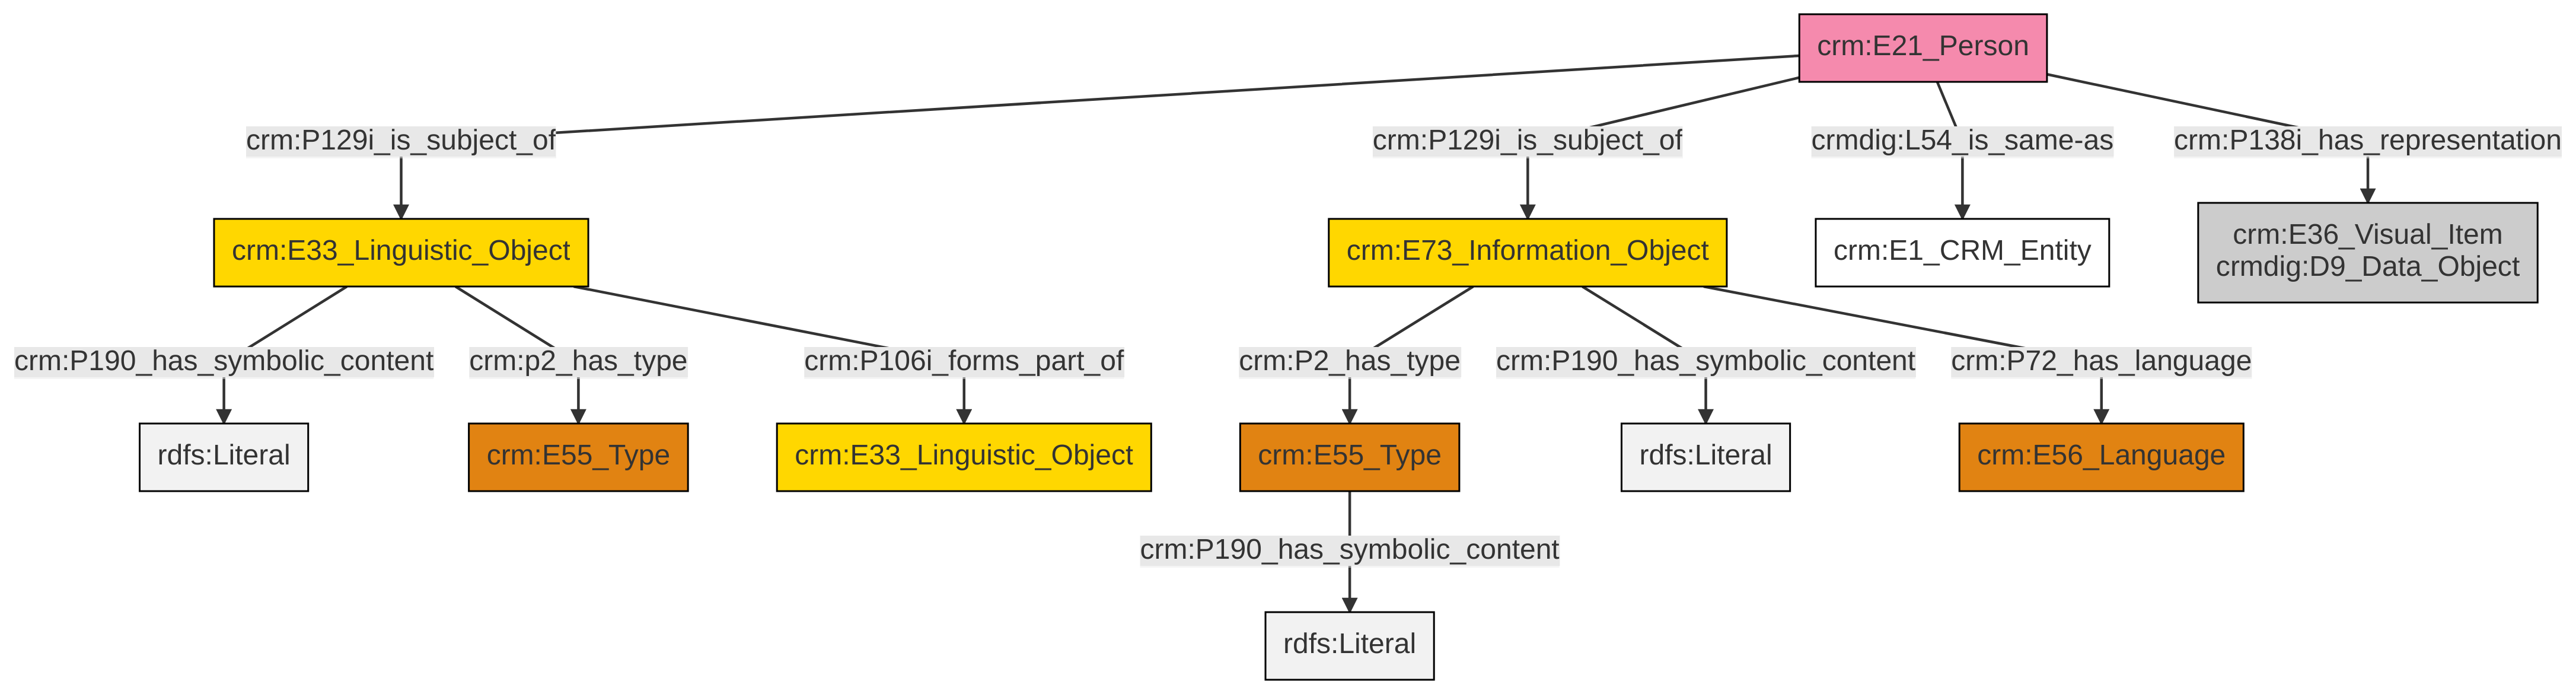 crm:E21_Person
crm:P129i_is_subject_of
crm:P129i_is_subject_of
crmdig:L54_is_same-as
crm:P138i_has_representation
crm:E33_Linguistic_Object
crm:E73_Information_Object
crm:E1_CRM_Entity
crm:E36_Visual_Item
crmdig:D9_Data_Object
crm:P190_has_symbolic_content
crm:p2_has_type
crm:P106i_forms_part_of
crm:P2_has_type
crm:P190_has_symbolic_content
crm:P72_has_language
rdfs:Literal
crm:E55_Type
crm:E33_Linguistic_Object
crm:E55_Type
rdfs:Literal
crm:E56_Language
crm:P190_has_symbolic_content
rdfs:Literal